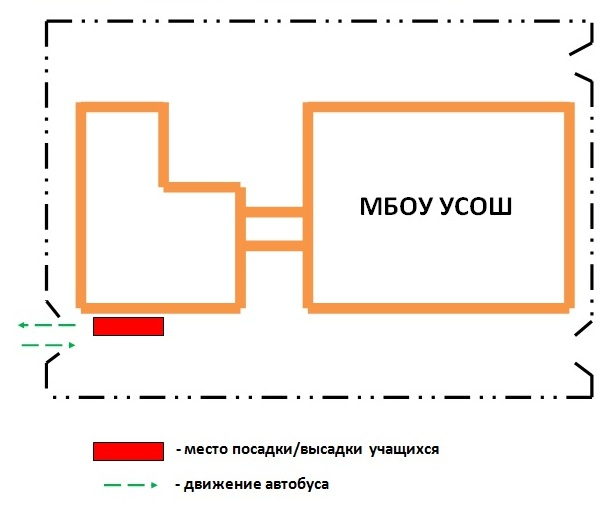 МБОУ УСОШ
- место посадки/высадки учащихся
- движение автобуса